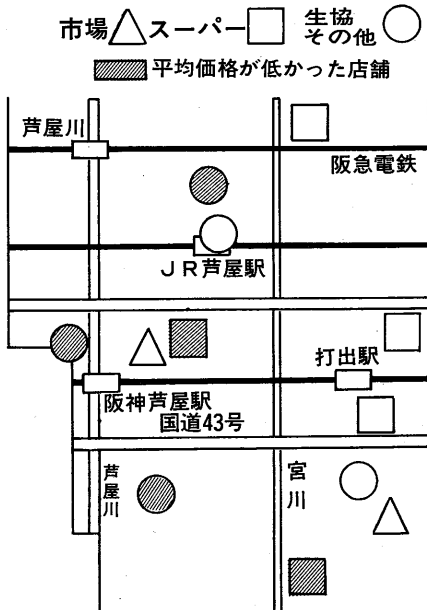 市場 スーパー 生協
その他
平均価格が低かった店舗
芦屋川
阪急電鉄
JR芦屋駅
打出駅
阪神芦屋駅
国道43号
芦屋川
宮川